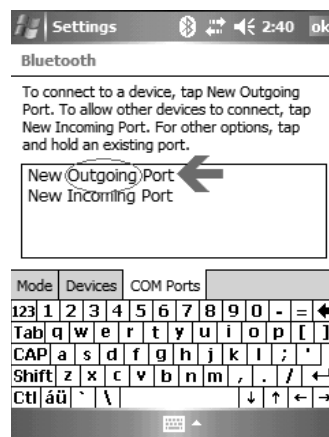 Settings 2:40 ok
Bluetooth
To connect to a device, tap New Outgoing
Port. To allow other devices to connect, tap
New Incoming Port. For other options, tap
and hold an existing port.
New Outgoing Port
New Incoming Port
Mode Devices COM Ports
123 1 2 3 4 5 6 7 8 9 0 - =
Tab q w e r t y u i o p [ ]
CAP a s d f g h j k l ; '
Shift z x c v b n m , . /
Ctl áü ` \